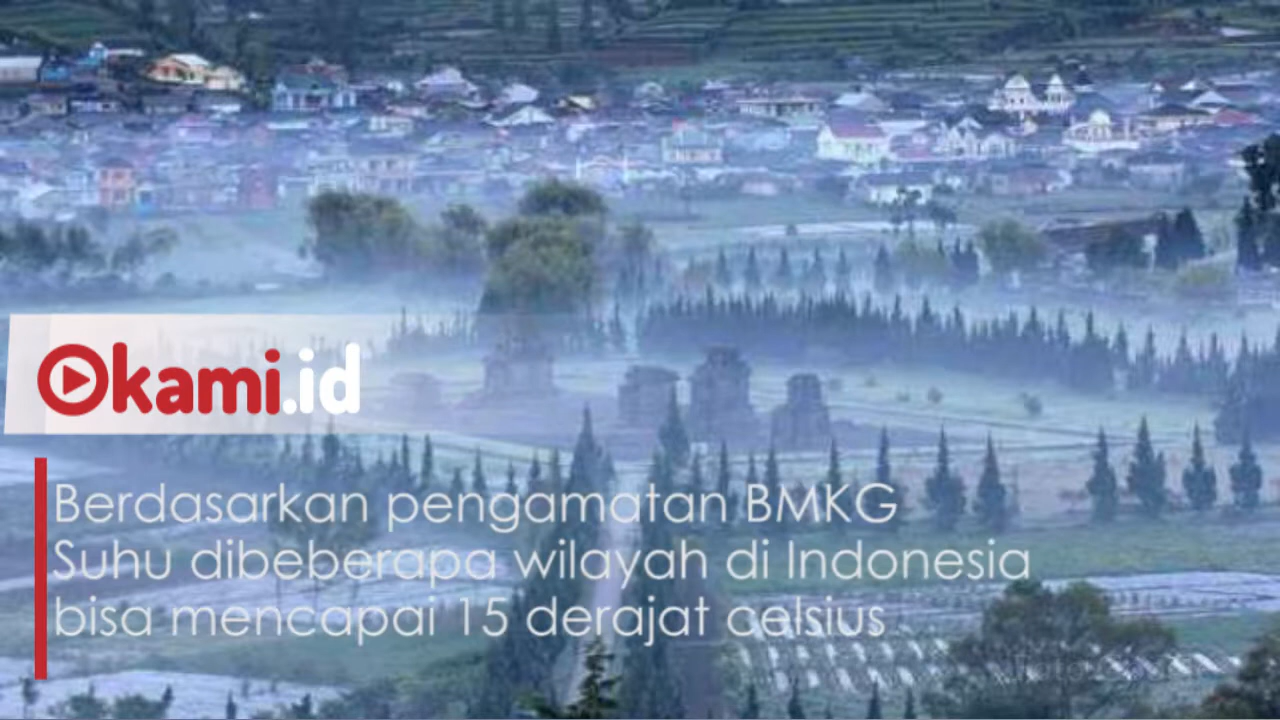 Okami.id
Berdasarkan pengamatan BMKG
Suhu dibeberapa wilayah di Indonesia
bisa mencapai 15 derajat celsius